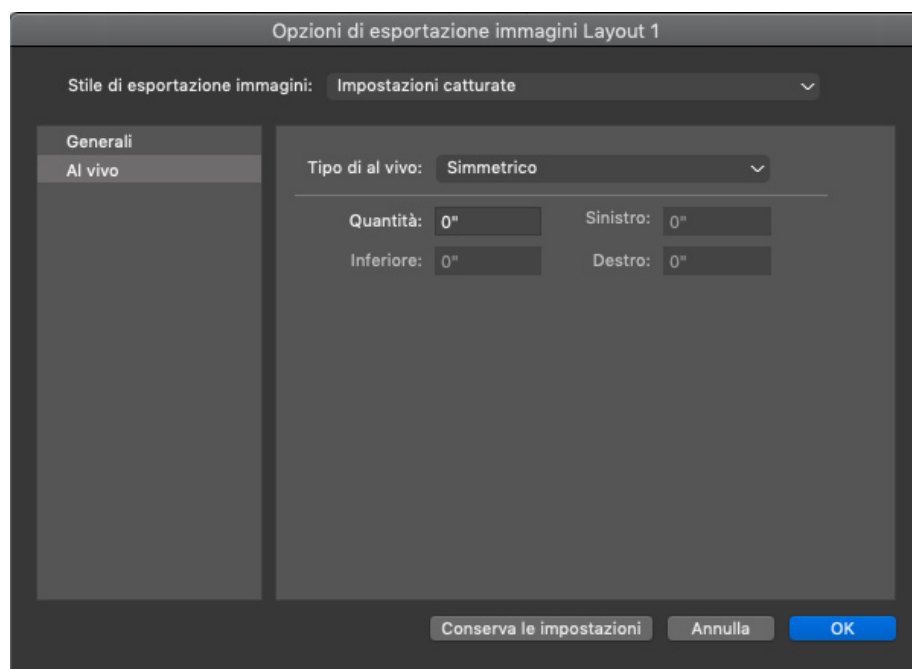 Opzioni di esportazione immagini Layout 1
Stile di esportazione immagini: Impostazioni catturate
Generali
Al vivo
Tipo di al vivo: Simmetrico
Quantità: 0" Sinistro: 0"
Inferiore: 0" Destro: 0"
Conserva le impostazioni Annulla OK